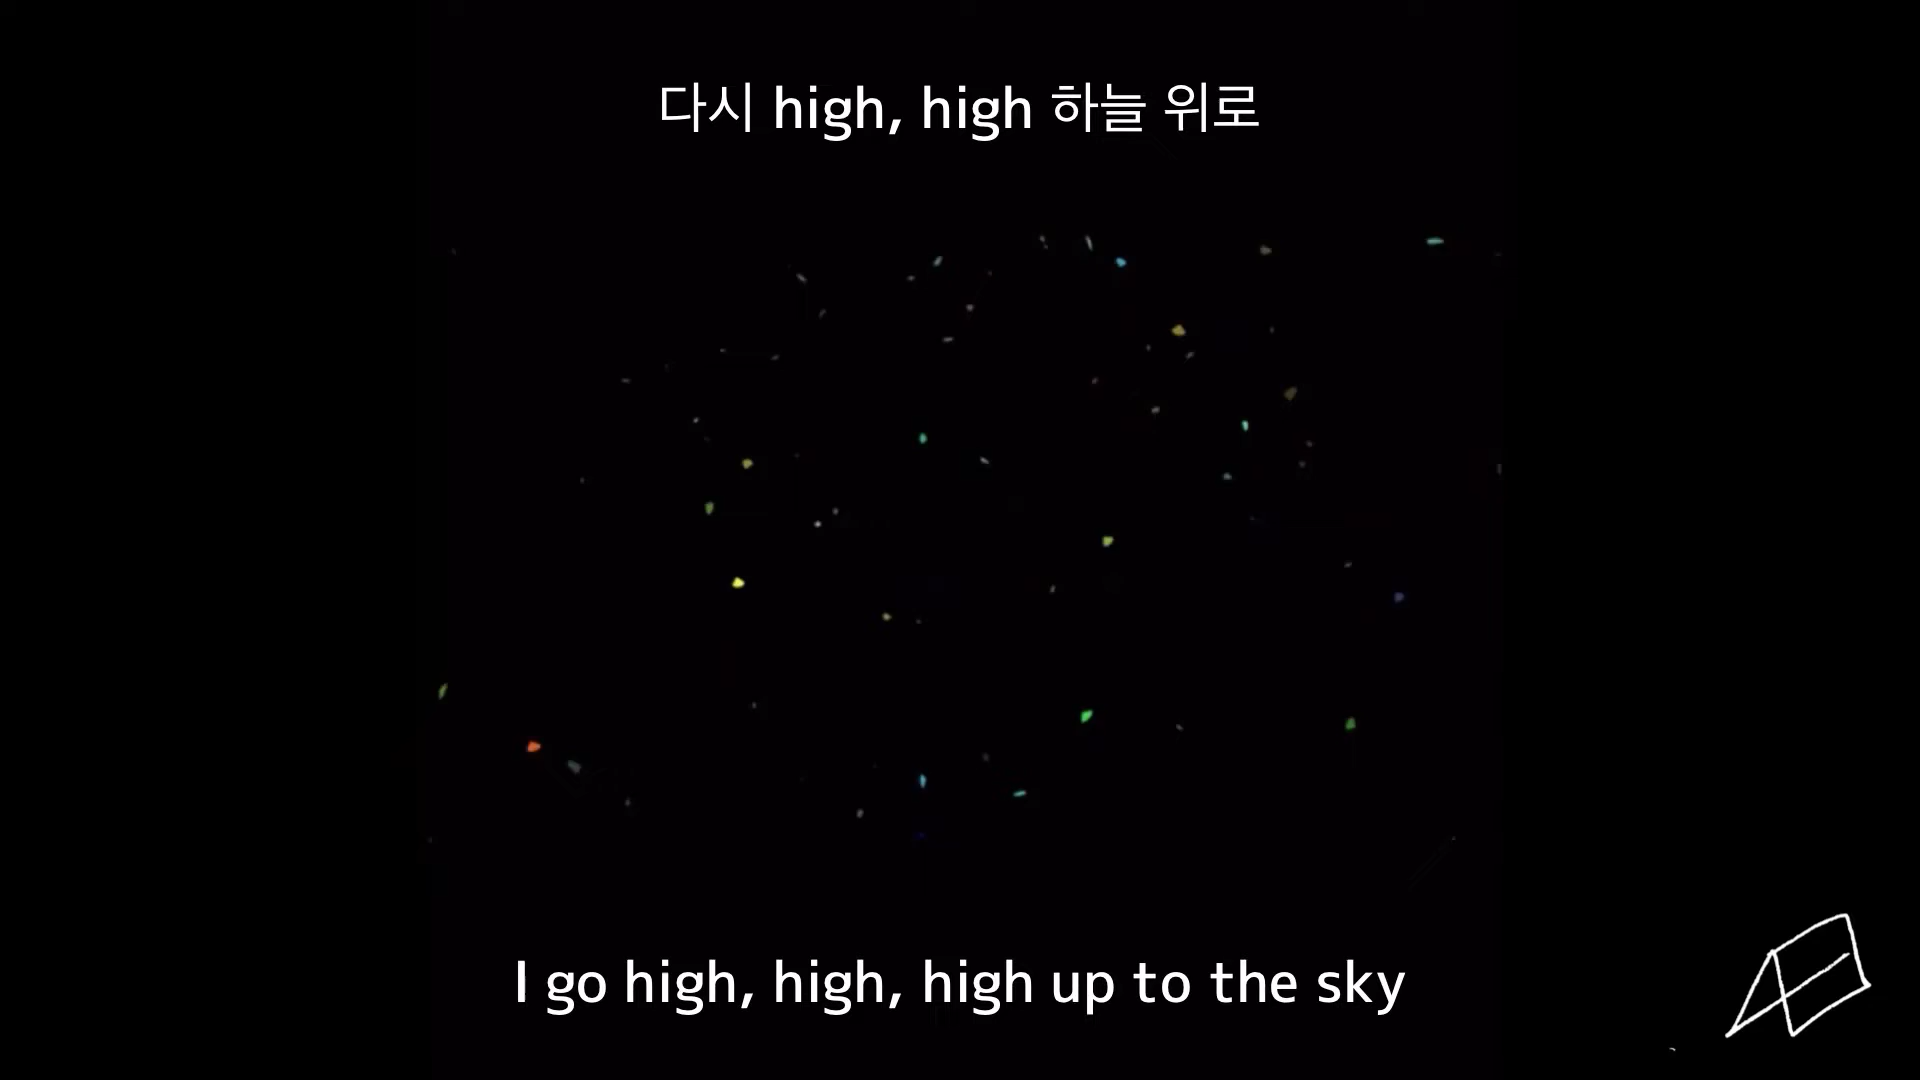 다시 high, high 하늘 위로
I go high, high, high up to the sky